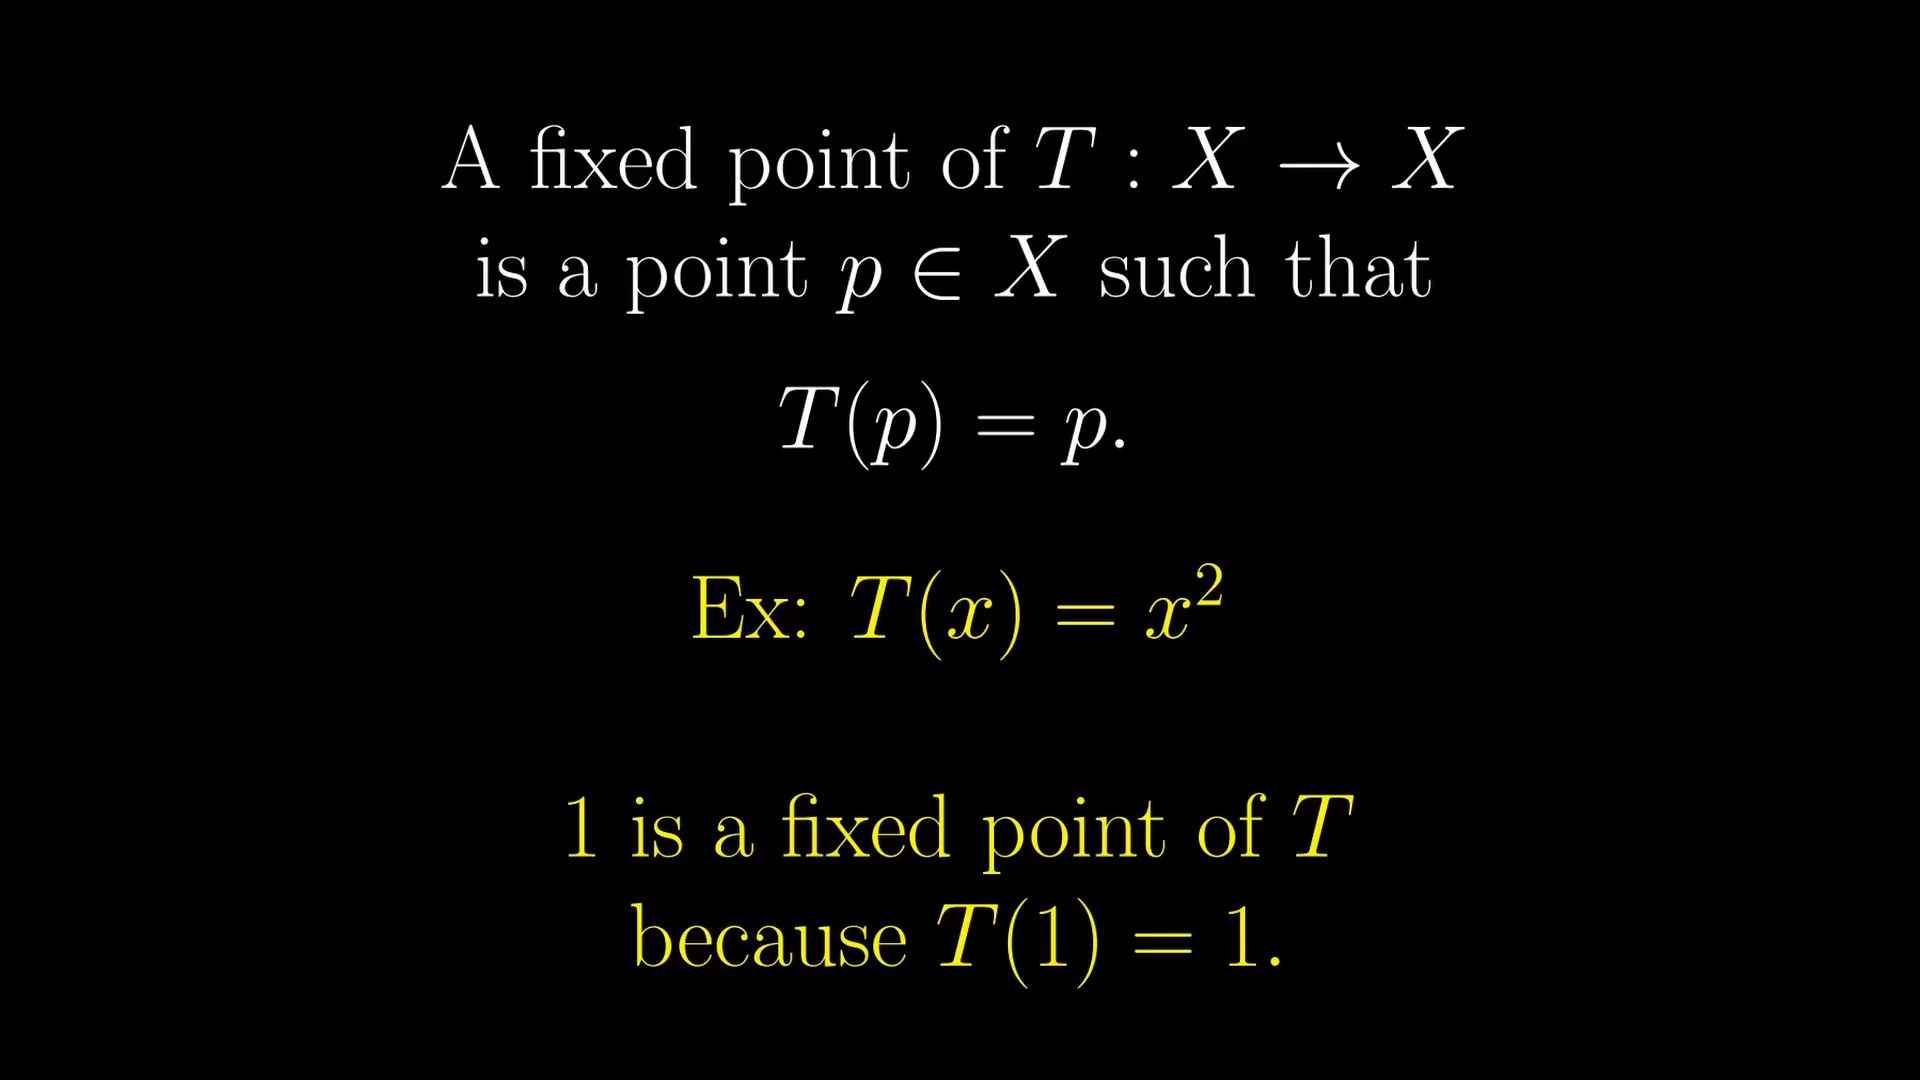 A fixed point of T : X → X
is a point p ∈ X such that
T(p) = p.
Ex: T(x) = x²
1 is a fixed point of T
because T(1) = 1.